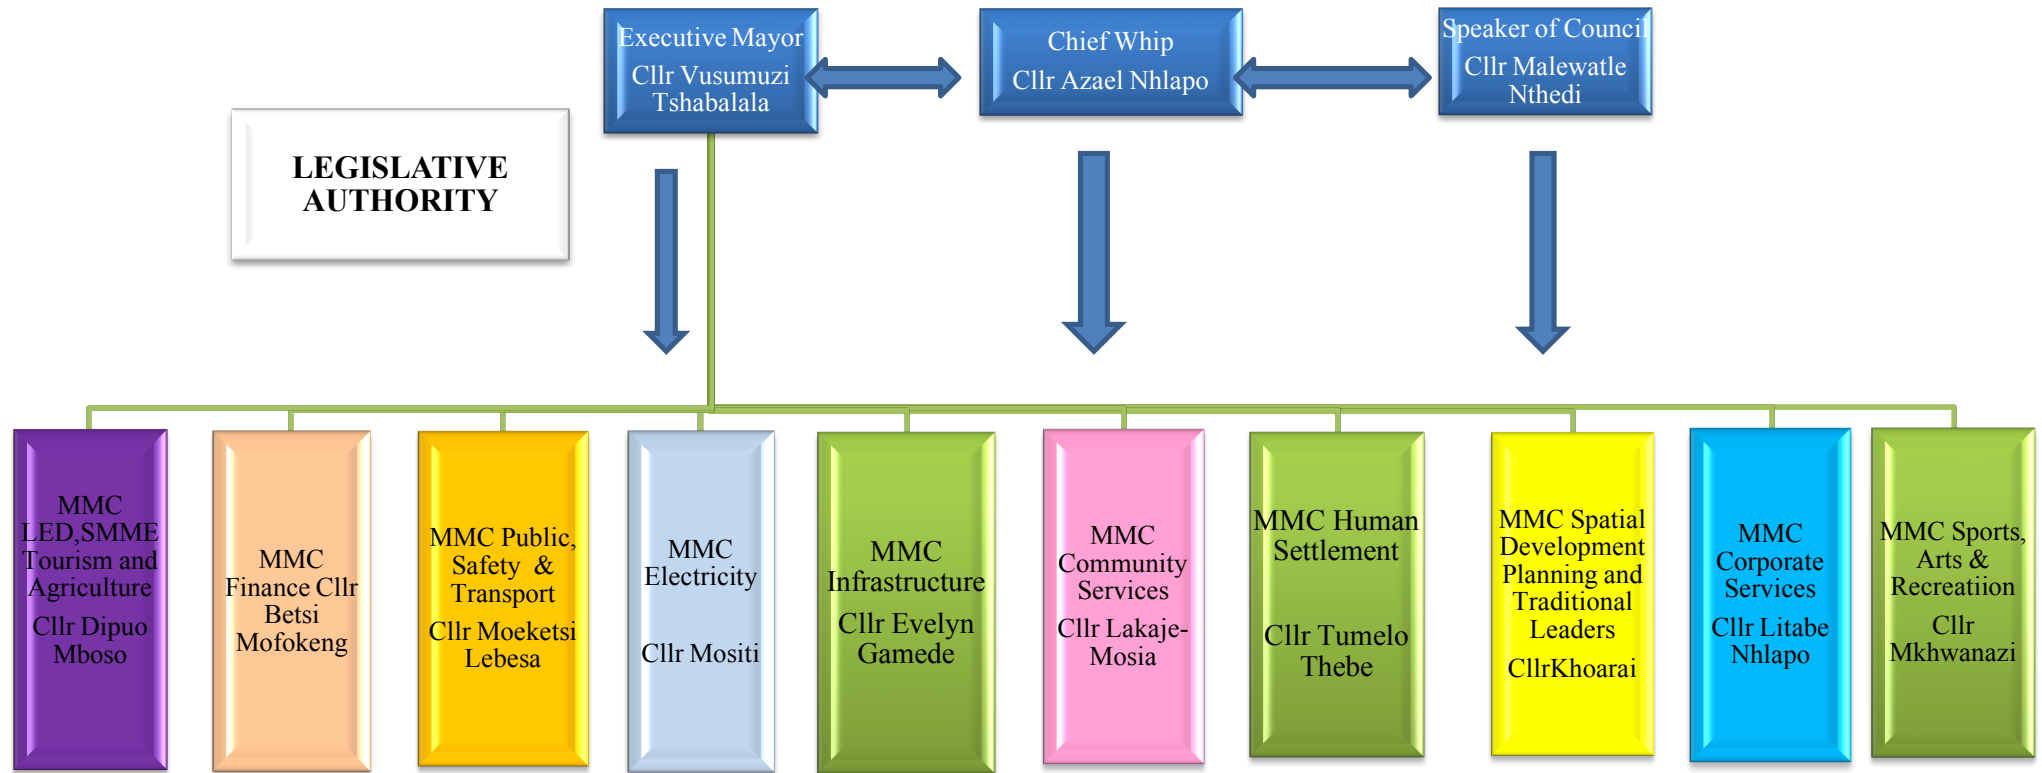 Executive Mayor
Cllr Vusumuzi
Tshabalala
Chief Whip
Cllr Azael Nhlapo
Speaker of Council
Cllr Malewatle
Nthedi
LEGISLATIVE
AUTHORITY
MMC
LED,SMME
Tourism and
Agriculture
Cllr Dipuo
Mboso
MMC
Finance Cllr
Betsi
Mofokeng
MMC Public,
Safety & 
Transport
Cllr Moeketsi
Lebesa
MMC
Electricity
Cllr Mositi
MMC
Infrastructure
Cllr Evelyn
Gamede
MMC
Community
Services
Cllr Lakaje-
Mosia
MMC Human
Settlement
Cllr Tumelo
Thebe
MMC Spatial
Development
Planning and
Traditional
Leaders
CllrKhoarai
MMC
Corporate
Services
Cllr Litabe
Nhlapo
MMC Sports,
Arts &
Recreatiion
Cllr
Mkhwanazi